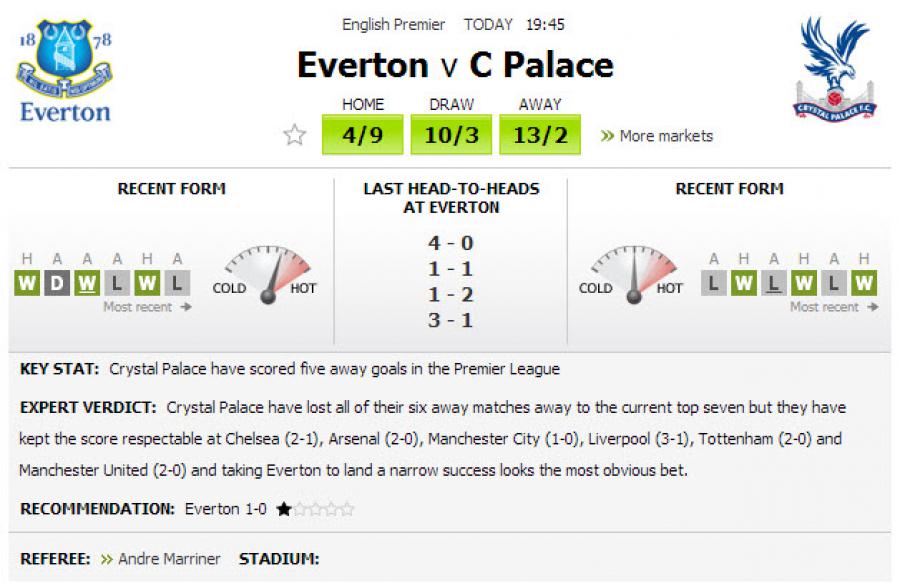 English Premier TODAY 19:45
18 78
Everton
Everton v C Palace
CRYSTAL PALACE F.C.
HOME DRAW AWAY
4/9 10/3 13/2 » More markets
RECENT FORM
H A A A H A
W D W L W L
Most recent →
COLD HOT
LAST HEAD-TO-HEADS
AT EVERTON
4 - 0
1 - 1
1 - 2
3 - 1
RECENT FORM
COLD HOT
A H A H A H
L W L W L W
Most recent →
KEY STAT: Crystal Palace have scored five away goals in the Premier League
EXPERT VERDICT: Crystal Palace have lost all of their six away matches away to the current top seven but they have
kept the score respectable at Chelsea (2-1), Arsenal (2-0), Manchester City (1-0), Liverpool (3-1), Tottenham (2-0) and
Manchester United (2-0) and taking Everton to land a narrow success looks the most obvious bet.
RECOMMENDATION: Everton 1-0 ★☆☆☆☆
REFEREE: » Andre Marriner STADIUM: